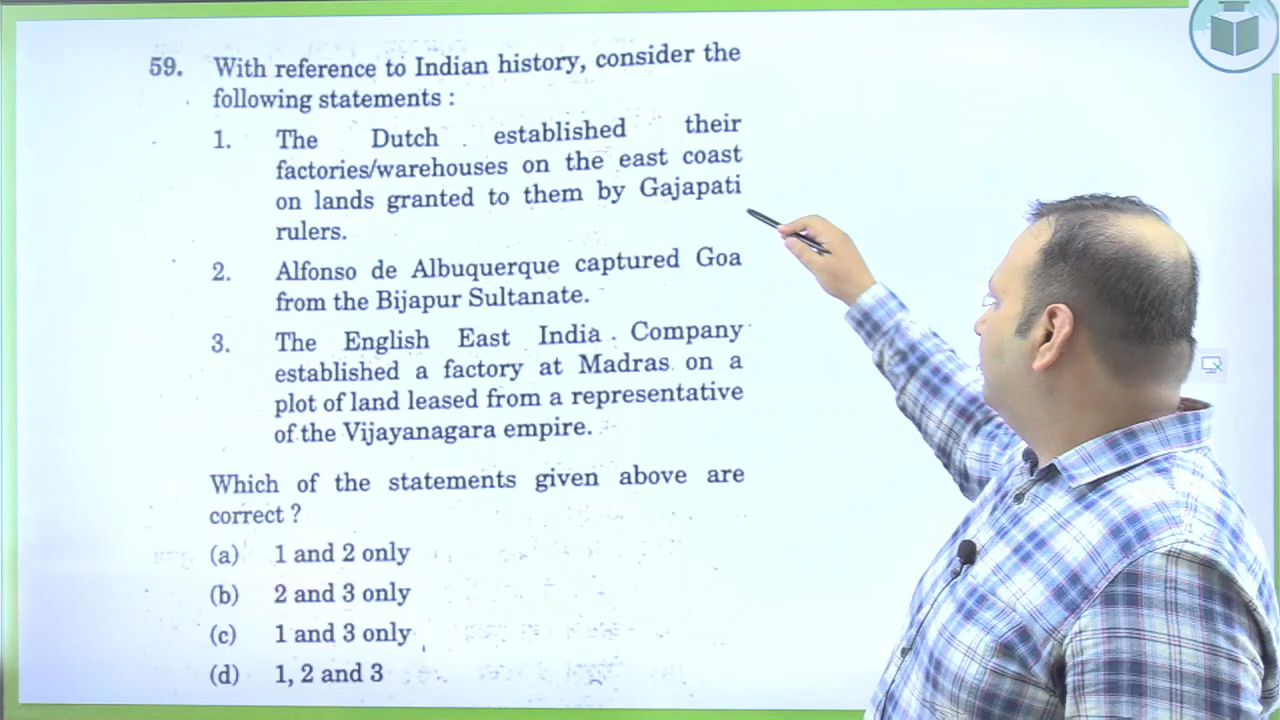 59. With reference to Indian history, consider the
following statements :
1. The Dutch established their
factories/warehouses on the east coast
on lands granted to them by Gajapati
rulers.
2. Alfonso de Albuquerque captured Goa
from the Bijapur Sultanate.
3. The English East India Company
established a factory at Madras on a
plot of land leased from a representative
of the Vijayanagara empire.
Which of the statements given above are
correct ?
(a) 1 and 2 only
(b) 2 and 3 only
(c) 1 and 3 only
(d) 1, 2 and 3